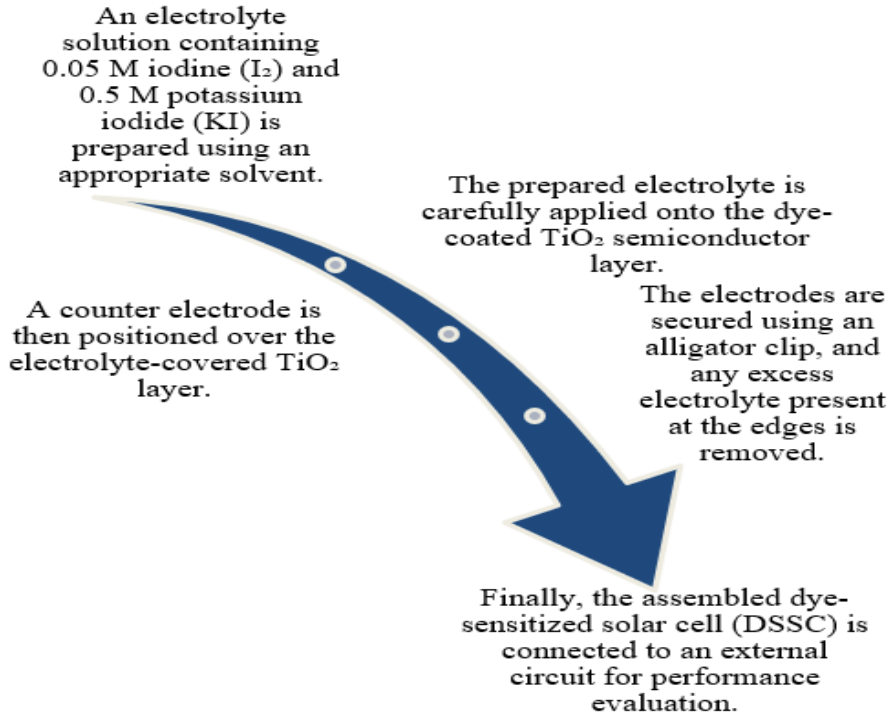 An electrolyte
solution containing
0.05 M iodine (I₂) and
0.5 M potassium
iodide (KI) is
prepared using an
appropriate solvent.
The prepared electrolyte is
carefully applied onto the dye-
coated TiO₂ semiconductor
layer.
A counter electrode is
then positioned over the
electrolyte-covered TiO₂
layer.
The electrodes are
secured using an
alligator clip, and
any excess
electrolyte present
at the edges is
removed.
Finally, the assembled dye-
sensitized solar cell (DSSC) is
connected to an external
circuit for performance
evaluation.